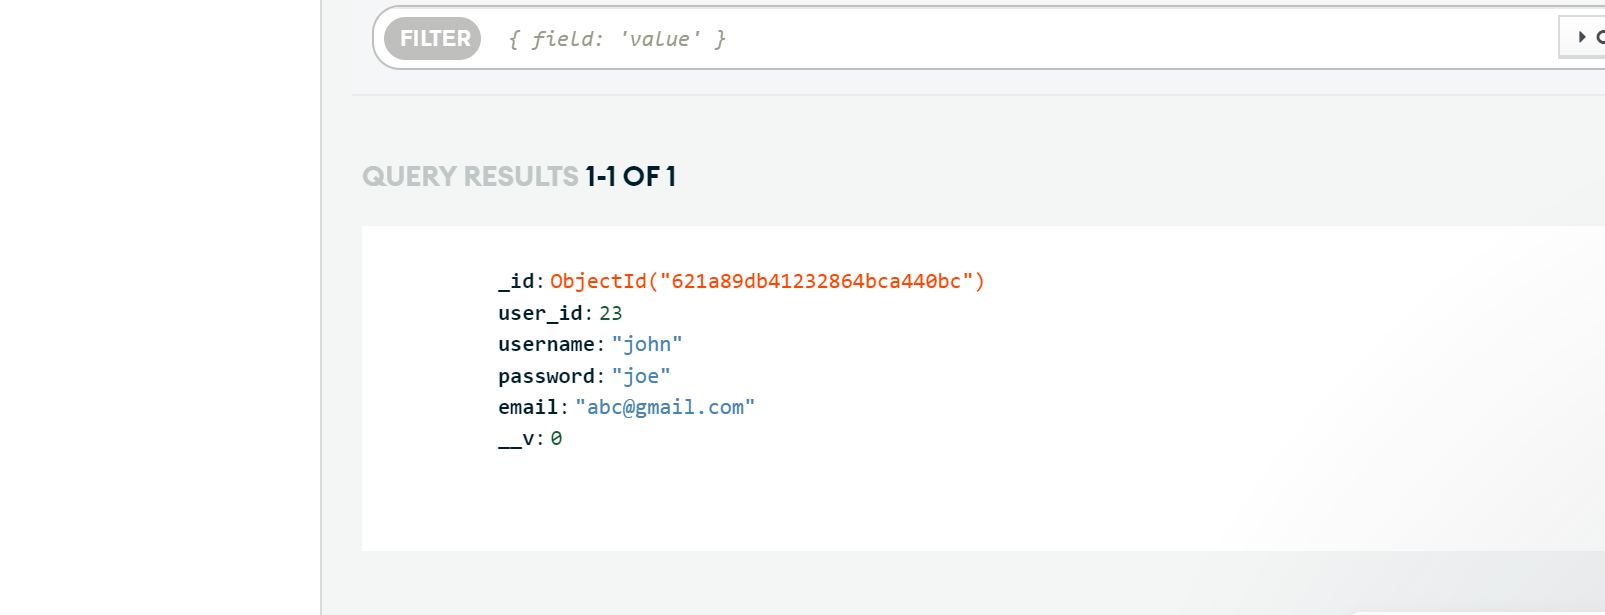 FILTER { field: 'value' }
QUERY RESULTS 1-1 OF 1
_id: ObjectId("621a89db41232864bca440bc")
user_id: 23
username: "john"
password: "joe"
email: "abc@gmail.com"
__v: 0